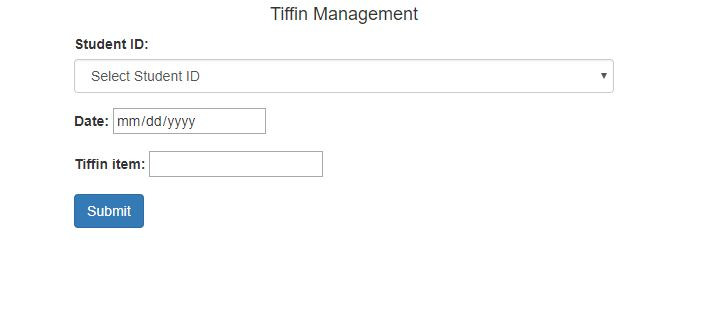 Tiffin Management
Student ID:
Select Student ID
Date: mm/dd/yyyy
Tiffin item:
Submit